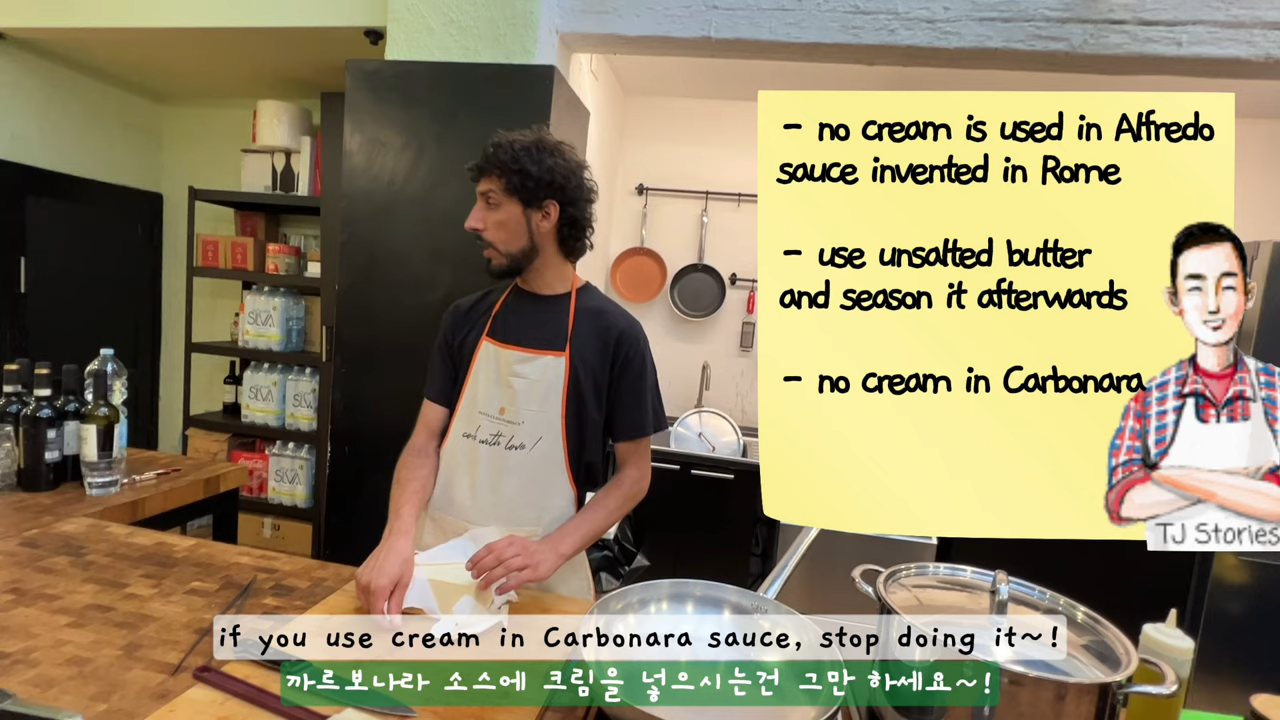 - no cream is used in Alfredo
sauce invented in Rome
- use unsalted butter
and season it afterwards
- no cream in Carbonara
TJ Stories
SILVA
SILVA
SILVA
with love!
if you use cream in Carbonara sauce, stop doing it~!
까르보나라 소스에 크림을 넣으시는건 그만 하세요~!